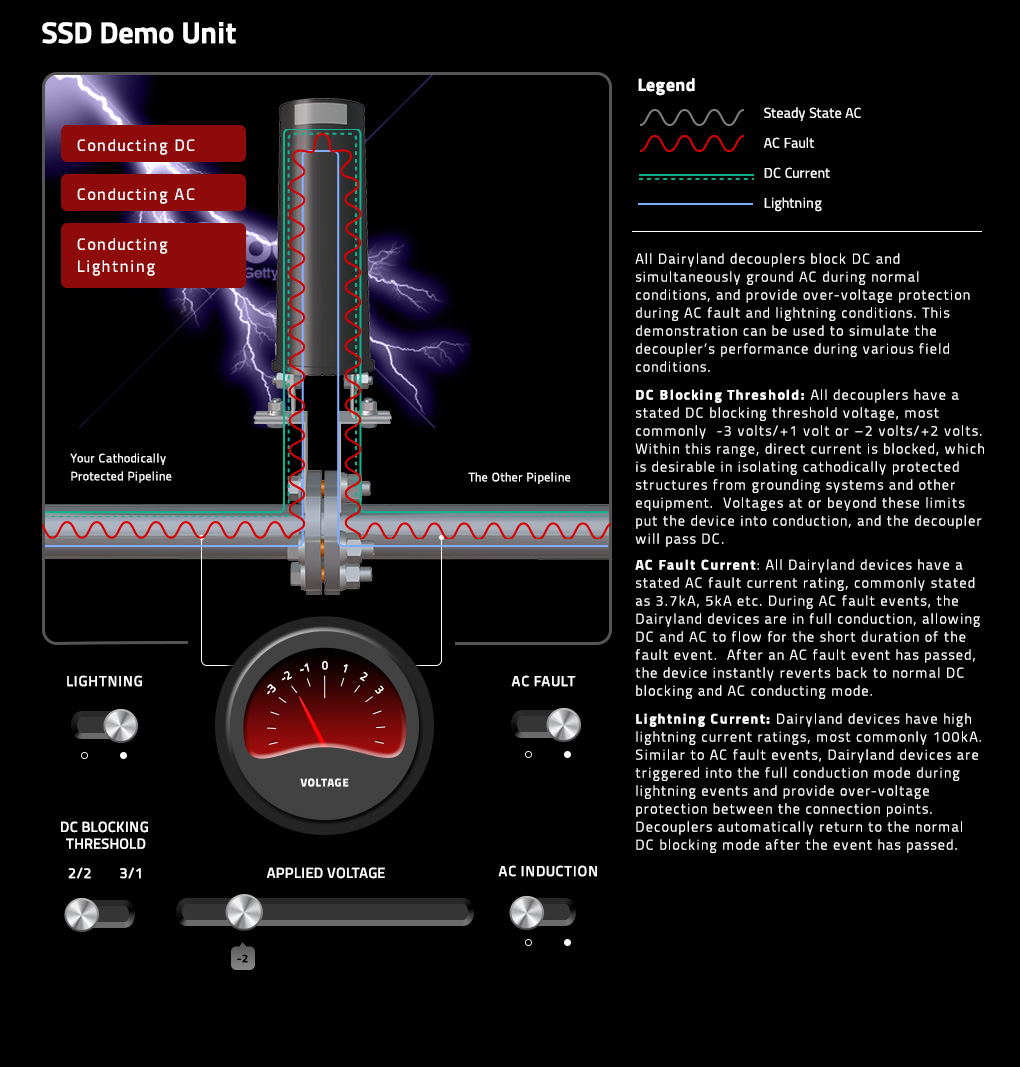 SSD Demo Unit
Conducting DC
Conducting AC
Conducting
Lightning
Getty
Your Cathodically
Protected Pipeline
The Other Pipeline
-3 -2 -1 0 1 2 3
VOLTAGE
LIGHTNING
AC FAULT
DC BLOCKING
THRESHOLD
2/2 3/1
APPLIED VOLTAGE
AC INDUCTION
-2
Legend
Steady State AC
AC Fault
DC Current
Lightning
All Dairyland decouplers block DC and
simultaneously ground AC during normal
conditions, and provide over-voltage protection
during AC fault and lightning conditions. This
demonstration can be used to simulate the
decoupler's performance during various field
conditions.
DC Blocking Threshold: All decouplers have a
stated DC blocking threshold voltage, most
commonly -3 volts/+1 volt or –2 volts/+2 volts.
Within this range, direct current is blocked, which
is desirable in isolating cathodically protected
structures from grounding systems and other
equipment. Voltages at or beyond these limits
put the device into conduction, and the decoupler
will pass DC.
AC Fault Current: All Dairyland devices have a
stated AC fault current rating, commonly stated
as 3.7kA, 5kA etc. During AC fault events, the
Dairyland devices are in full conduction, allowing
DC and AC to flow for the short duration of the
fault event. After an AC fault event has passed,
the device instantly reverts back to normal DC
blocking and AC conducting mode.
Lightning Current: Dairyland devices have high
lightning current ratings, most commonly 100kA.
Similar to AC fault events, Dairyland devices are
triggered into the full conduction mode during
lightning events and provide over-voltage
protection between the connection points.
Decouplers automatically return to the normal
DC blocking mode after the event has passed.